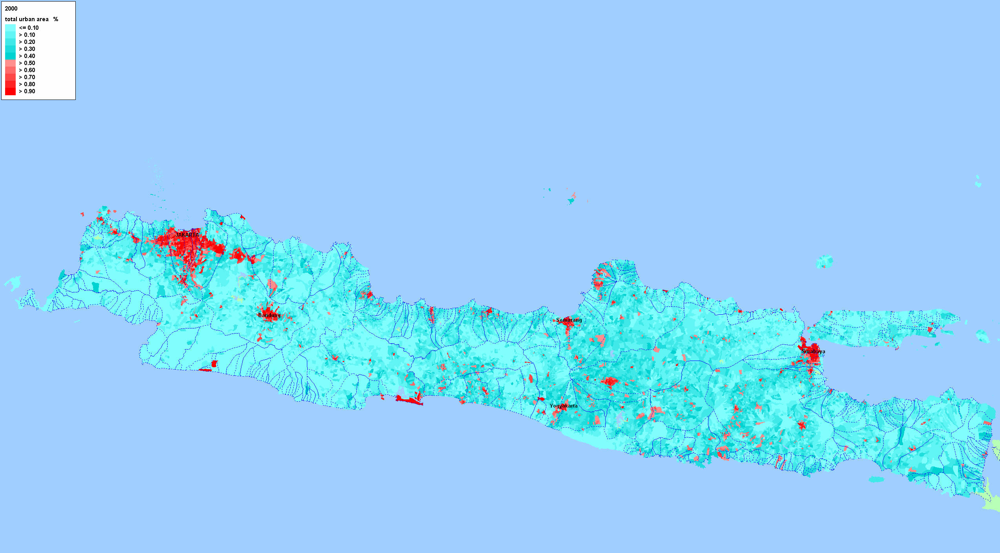 2000
total urban area %
<= 0.10
> 0.10
> 0.20
> 0.30
> 0.40
> 0.50
> 0.60
> 0.70
> 0.80
> 0.90
JAKARTA
Bandung
Semarang
Surabaya
Yogyakarta